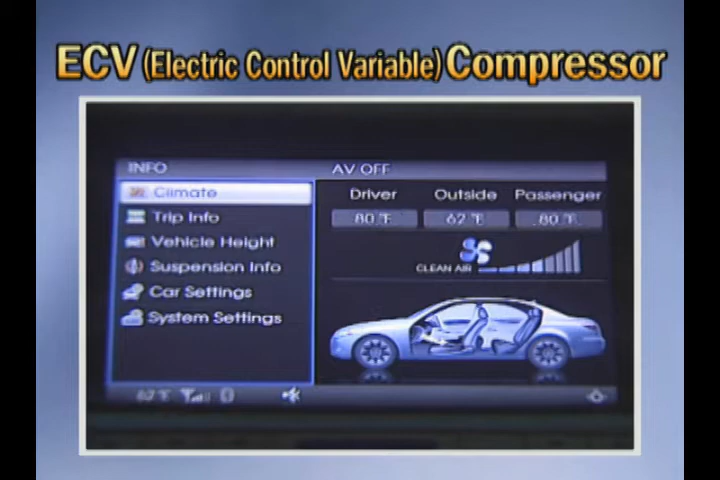 ECV (Electric Control Variable) Compressor
INFO
AV OFF
Climate
Trip Info
Vehicle Height
Suspension Info
Car Settings
System Settings
Driver Outside Passenger
80 °F 62 °F 80 °F
CLEAN AIR
62 °F